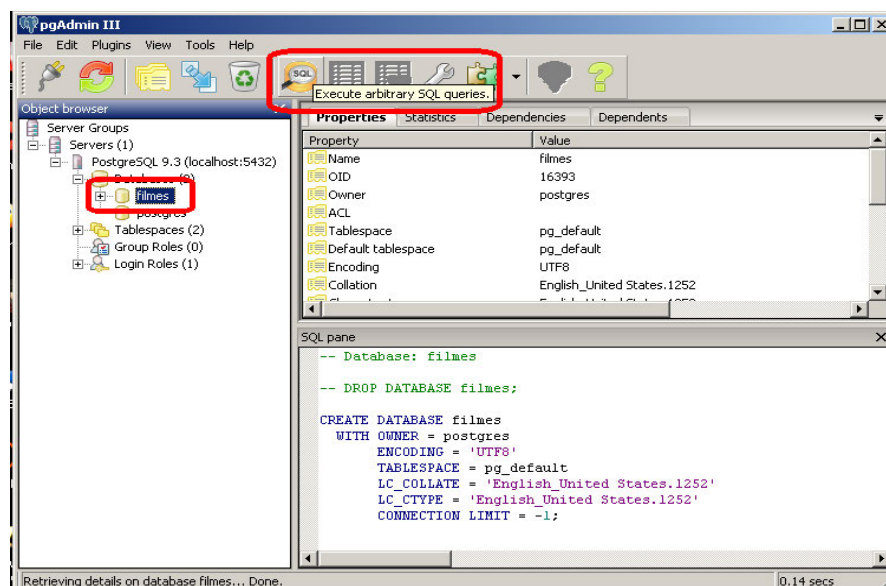 pgAdmin III
File Edit Plugins View Tools Help
SQL
Execute arbitrary SQL queries.
Object browser
Server Groups
Servers (1)
PostgreSQL 9.3 (localhost:5432)
filmes
postgres
Tablespaces (2)
Group Roles (0)
Login Roles (1)
Properties Statistics Dependencies Dependents
Property Value
Name filmes
OID 16393
Owner postgres
ACL
Tablespace pg_default
Default tablespace pg_default
Encoding UTF8
Collation English_United States.1252
SQL pane
-- Database: filmes
-- DROP DATABASE filmes;
CREATE DATABASE filmes
WITH OWNER = postgres
ENCODING = 'UTF8'
TABLESPACE = pg_default
LC_COLLATE = 'English_United States.1252'
LC_CTYPE = 'English_United States.1252'
CONNECTION LIMIT = -1;
Retrieving details on database filmes... Done. 0.14 secs